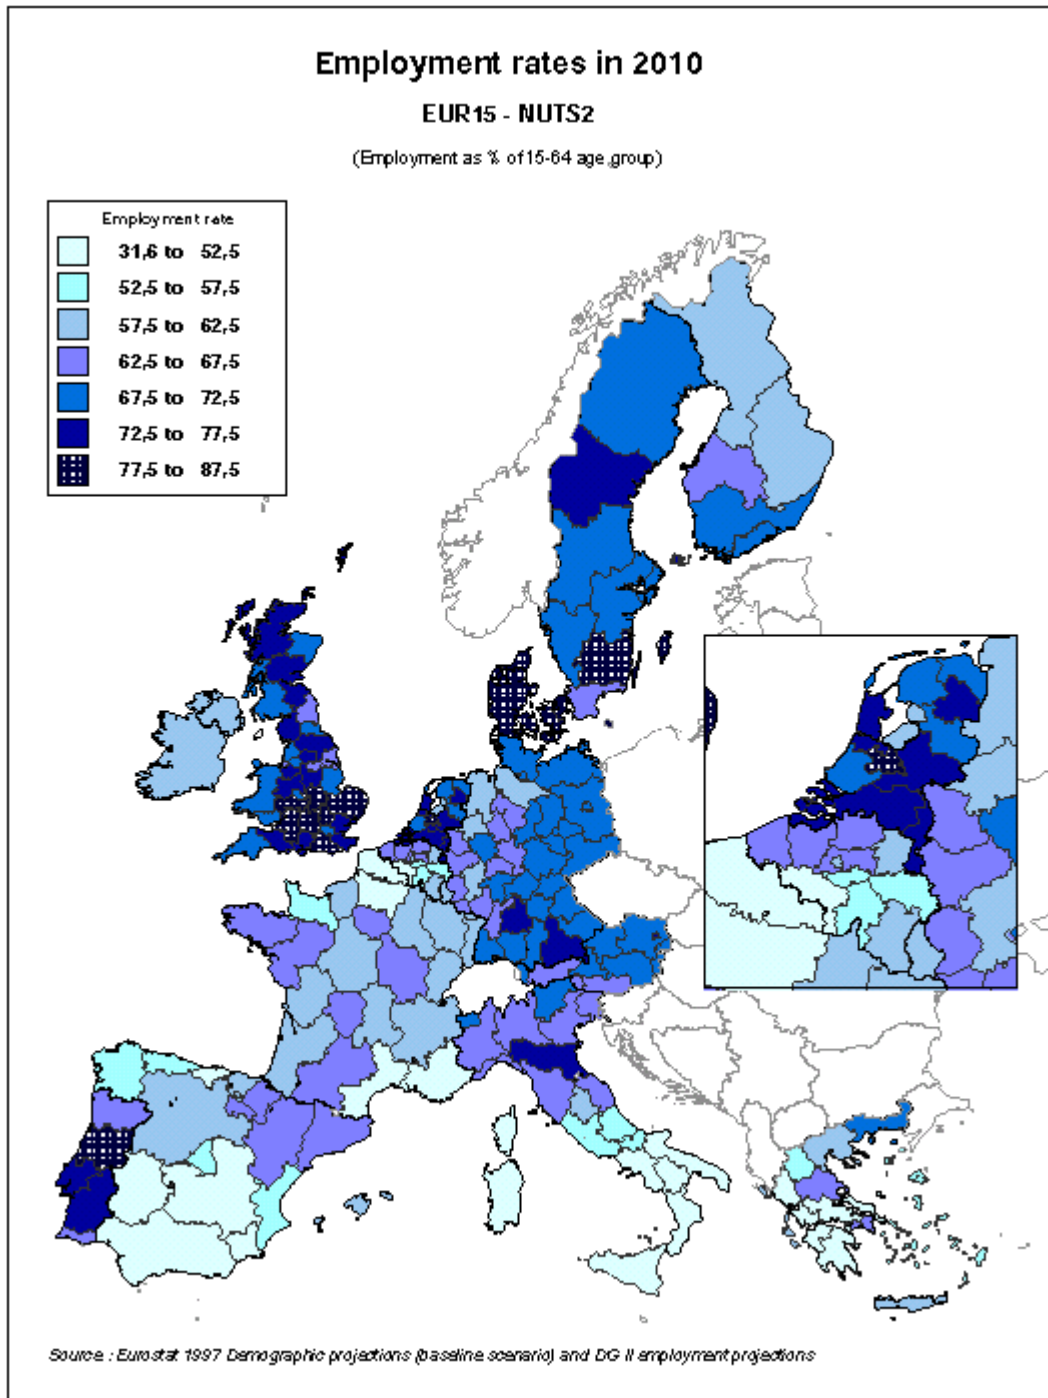 Employment rates in 2010
EUR15 - NUTS2
(Employment as % of 15-64 age group)
Employment rate
31,6 to 52,5
52,5 to 57,5
57,5 to 62,5
62,5 to 67,5
67,5 to 72,5
72,5 to 77,5
77,5 to 87,5
Source : Eurostat 1997 Demographic projections (baseline scenario) and DG II employment projections